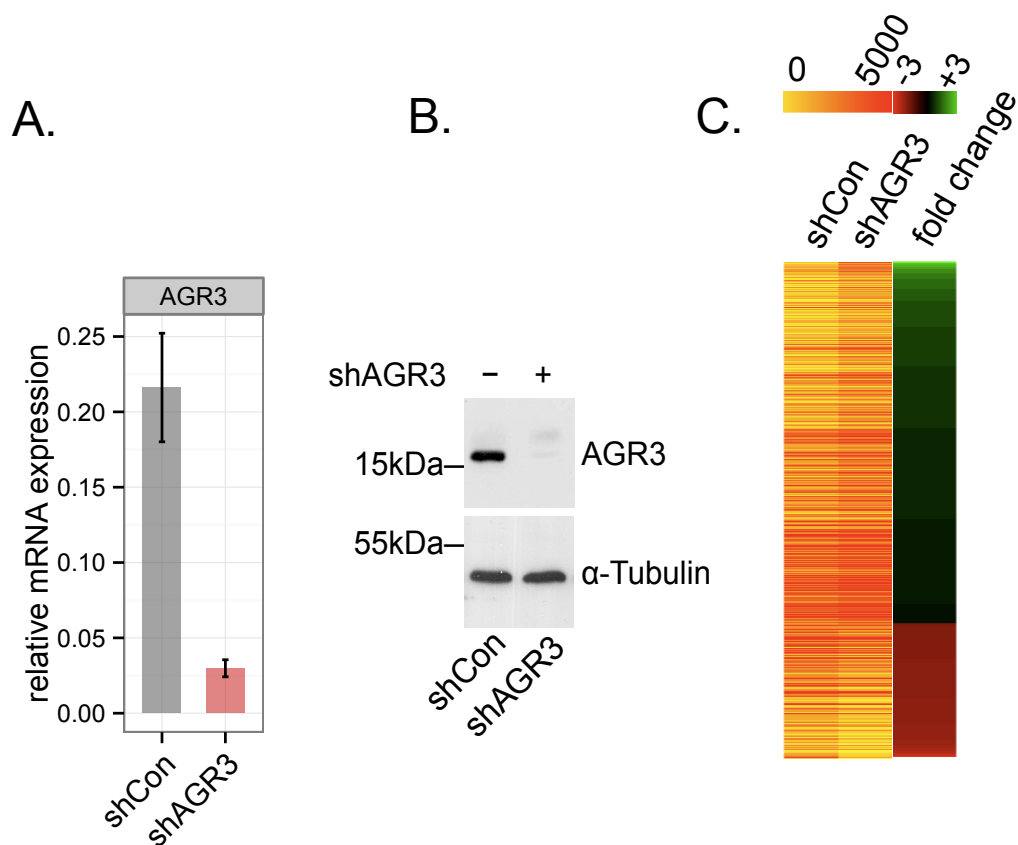 A.
AGR3
relative mRNA expression
0.25
0.20
0.15
0.10
0.05
0.00
shCon
shAGR3
B.
shAGR3 – +
15kDa
AGR3
55kDa
α-Tubulin
shCon
shAGR3
C.
0 5000 -3 +3
shCon
shAGR3
fold change